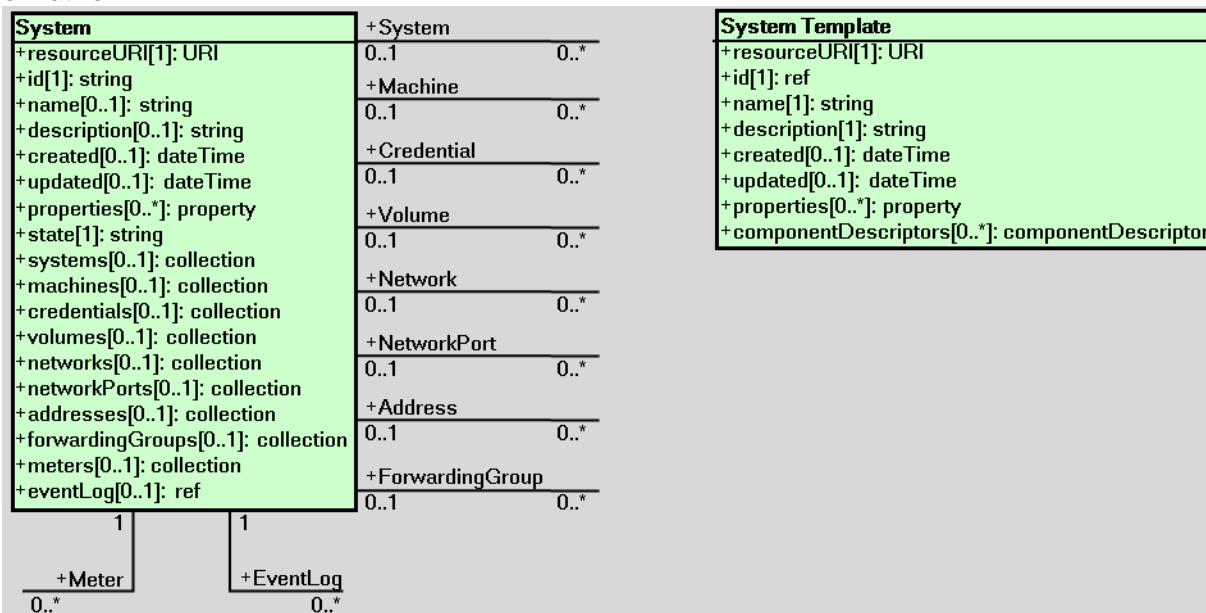 System
+resourceURI[1]: URI
+id[1]: string
+name[0..1]: string
+description[0..1]: string
+created[0..1]: dateTime
+updated[0..1]: dateTime
+properties[0..*]: property
+state[1]: string
+systems[0..1]: collection
+machines[0..1]: collection
+credentials[0..1]: collection
+volumes[0..1]: collection
+networks[0..1]: collection
+networkPorts[0..1]: collection
+addresses[0..1]: collection
+forwardingGroups[0..1]: collection
+meters[0..1]: collection
+eventLog[0..1]: ref
+System
0..1 0..*
+Machine
0..1 0..*
+Credential
0..1 0..*
+Volume
0..1 0..*
+Network
0..1 0..*
+NetworkPort
0..1 0..*
+Address
0..1 0..*
+ForwardingGroup
0..1 0..*
1 1
+Meter +EventLog
0..* 0..*
System Template
+resourceURI[1]: URI
+id[1]: ref
+name[1]: string
+description[1]: string
+created[0..1]: dateTime
+updated[0..1]: dateTime
+properties[0..*]: property
+componentDescriptors[0..*]: componentDescriptor